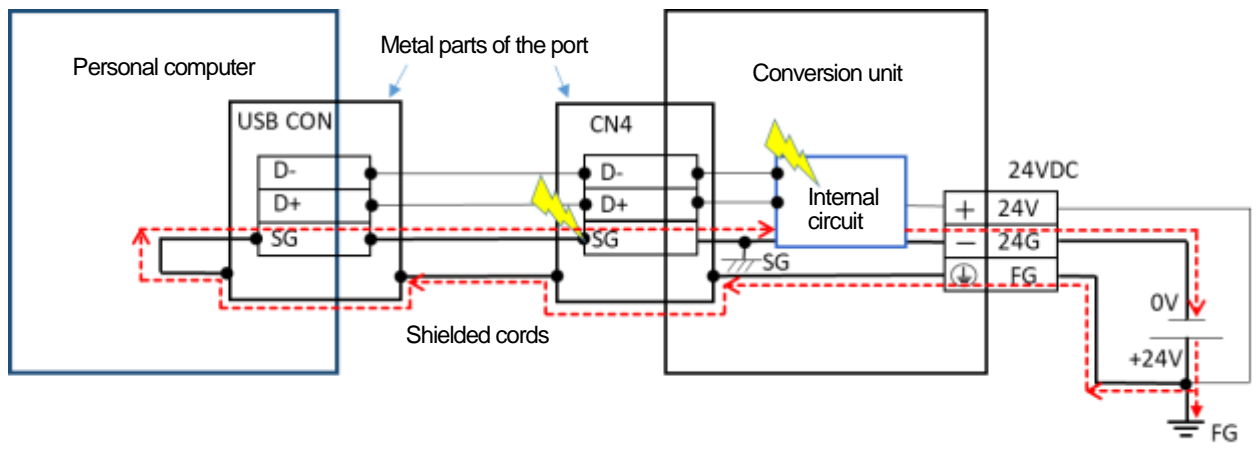 Personal computer
Metal parts of the port
Conversion unit
USB CON
CN4
D-
D+
SG
D-
D+
SG
Internal
circuit
SG
24VDC
+ 24V
− 24G
FG
0V
+24V
Shielded cords
FG